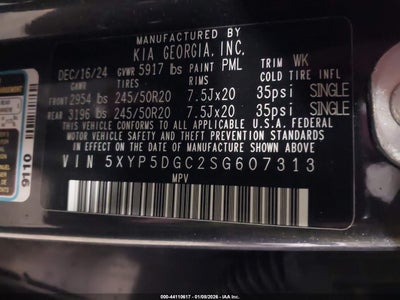 MANUFACTURED BY
KIA GEORGIA, INC.
DEC/16/24 GVWR 5917 lbs PAINT PML TRIM WK
GAWR TIRES RIMS COLD TIRE INFL
FRONT 2954 lbs 245/50R20 7.5Jx20 35psi SINGLE
REAR 3196 lbs 245/50R20 7.5Jx20 35psi SINGLE
THIS VEHICLE CONFORMS TO ALL APPLICABLE U.S.A. FEDERAL
MOTOR VEHICLE SAFETY AND THEFT PREVENTION STANDARDS
IN EFFECT ON THE DATE OF MANUFACTURE SHOWN ABOVE.
VIN 5XYP5DGC2SG607313
MPV
9110
000-44110617 - 01/09/2026 - IAA Inc.